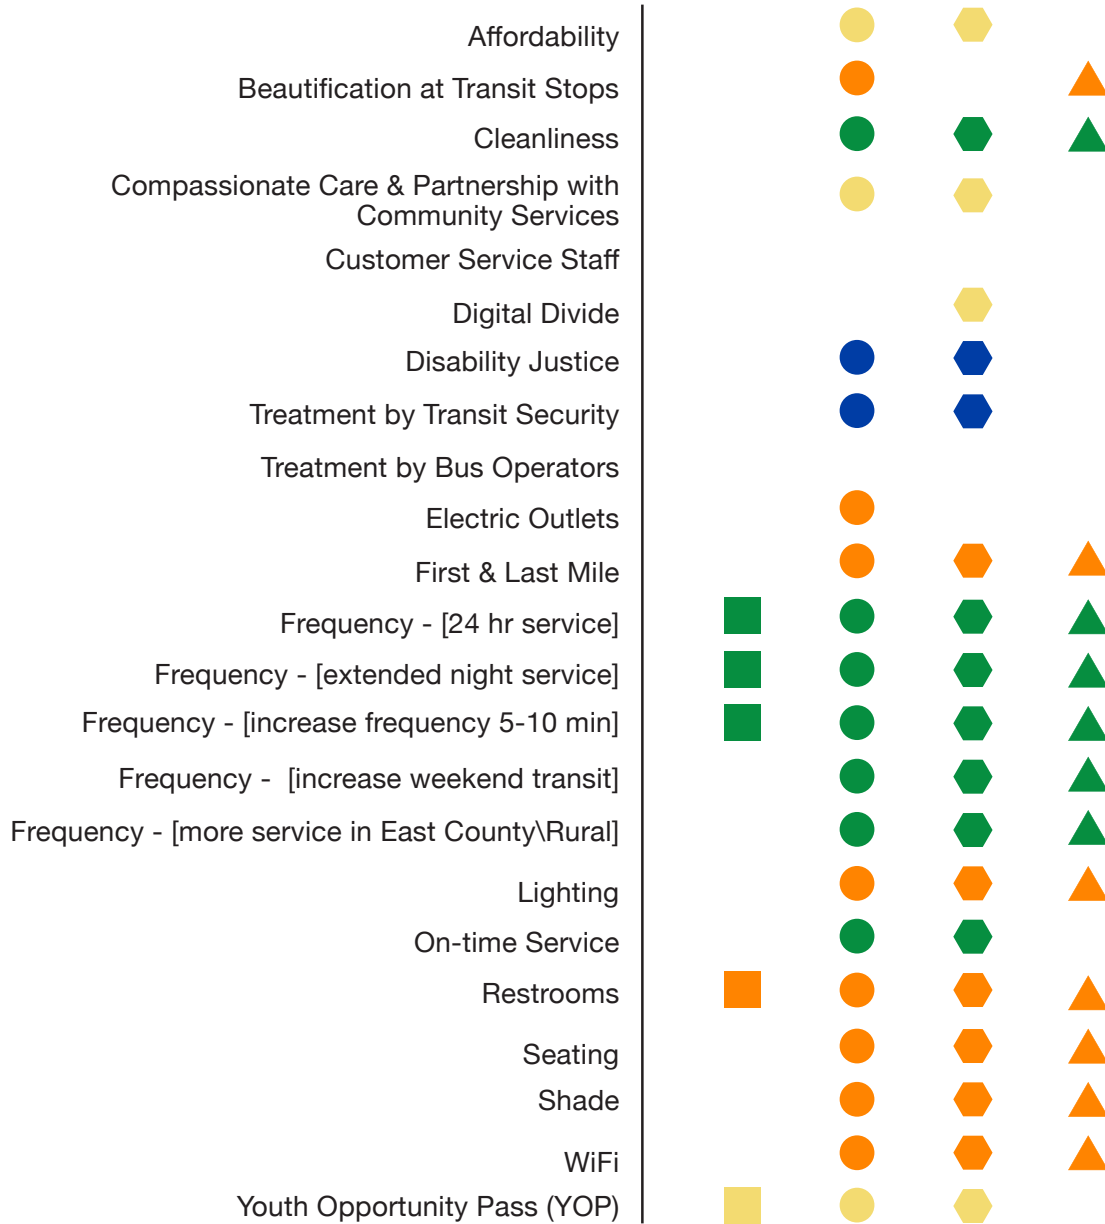 Affordability
Beautification at Transit Stops
Cleanliness
Compassionate Care & Partnership with
Community Services
Customer Service Staff
Digital Divide
Disability Justice
Treatment by Transit Security
Treatment by Bus Operators
Electric Outlets
First & Last Mile
Frequency - [24 hr service]
Frequency - [extended night service]
Frequency - [increase frequency 5-10 min]
Frequency -  [increase weekend transit]
Frequency - [more service in East County\Rural]
Lighting
On-time Service
Restrooms
Seating
Shade
WiFi
Youth Opportunity Pass (YOP)